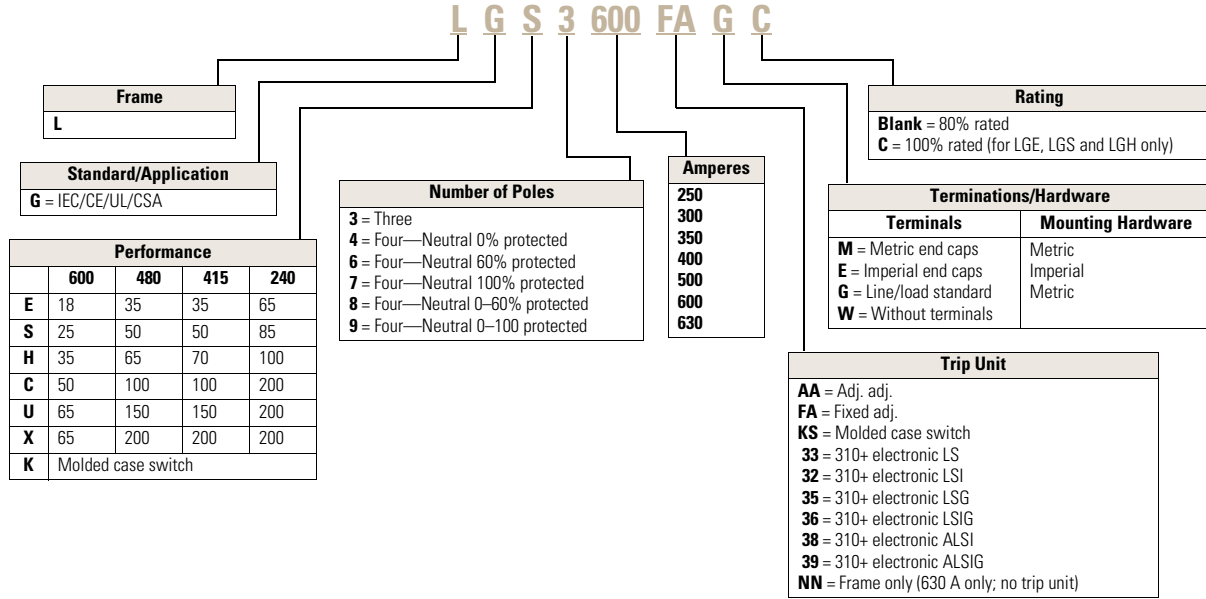 L G S 3 600 FA G C
Frame
L
Standard/Application
G = IEC/CE/UL/CSA
Performance
600 480 415 240
E 18 35 35 65
S 25 50 50 85
H 35 65 70 100
C 50 100 100 200
U 65 150 150 200
X 65 200 200 200
K Molded case switch
Number of Poles
3 = Three
4 = Four—Neutral 0% protected
6 = Four—Neutral 60% protected
7 = Four—Neutral 100% protected
8 = Four—Neutral 0–60% protected
9 = Four—Neutral 0–100 protected
Amperes
250
300
350
400
500
600
630
Rating
Blank = 80% rated
C = 100% rated (for LGE, LGS and LGH only)
Terminations/Hardware
Terminals Mounting Hardware
M = Metric end caps Metric
E = Imperial end caps Imperial
G = Line/load standard Metric
W = Without terminals
Trip Unit
AA = Adj. adj.
FA = Fixed adj.
KS = Molded case switch
33 = 310+ electronic LS
32 = 310+ electronic LSI
35 = 310+ electronic LSG
36 = 310+ electronic LSIG
38 = 310+ electronic ALSI
39 = 310+ electronic ALSIG
NN = Frame only (630 A only; no trip unit)